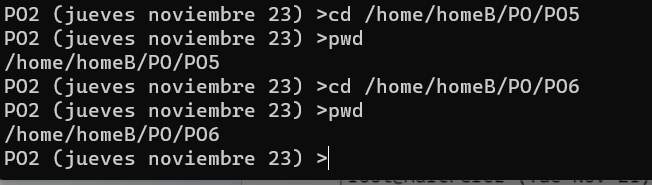 PO2 (jueves noviembre 23) >cd /home/homeB/PO/PO5
PO2 (jueves noviembre 23) >pwd
/home/homeB/PO/PO5
PO2 (jueves noviembre 23) >cd /home/homeB/PO/PO6
PO2 (jueves noviembre 23) >pwd
/home/homeB/PO/PO6
PO2 (jueves noviembre 23) >